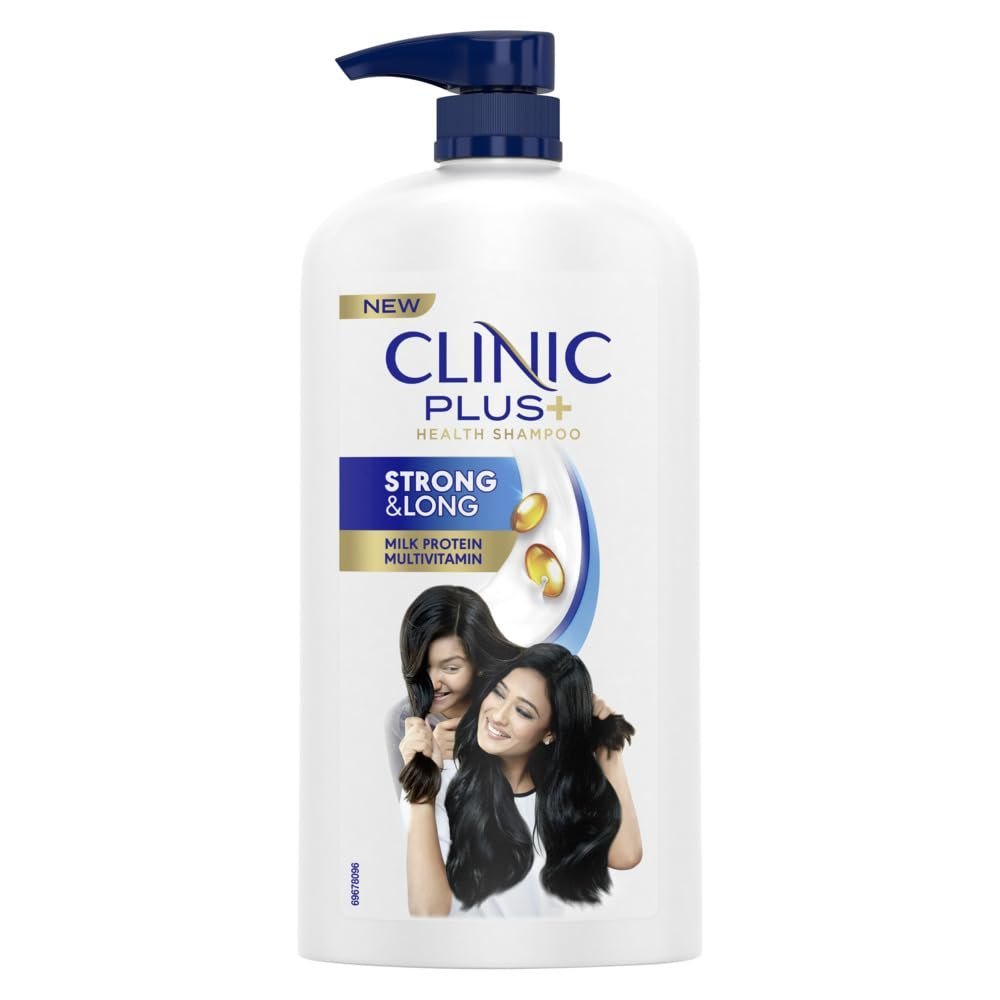 NEW
CLINIC
PLUS+
HEALTH SHAMPOO
STRONG
&LONG
MILK PROTEIN
MULTIVITAMIN
69678096